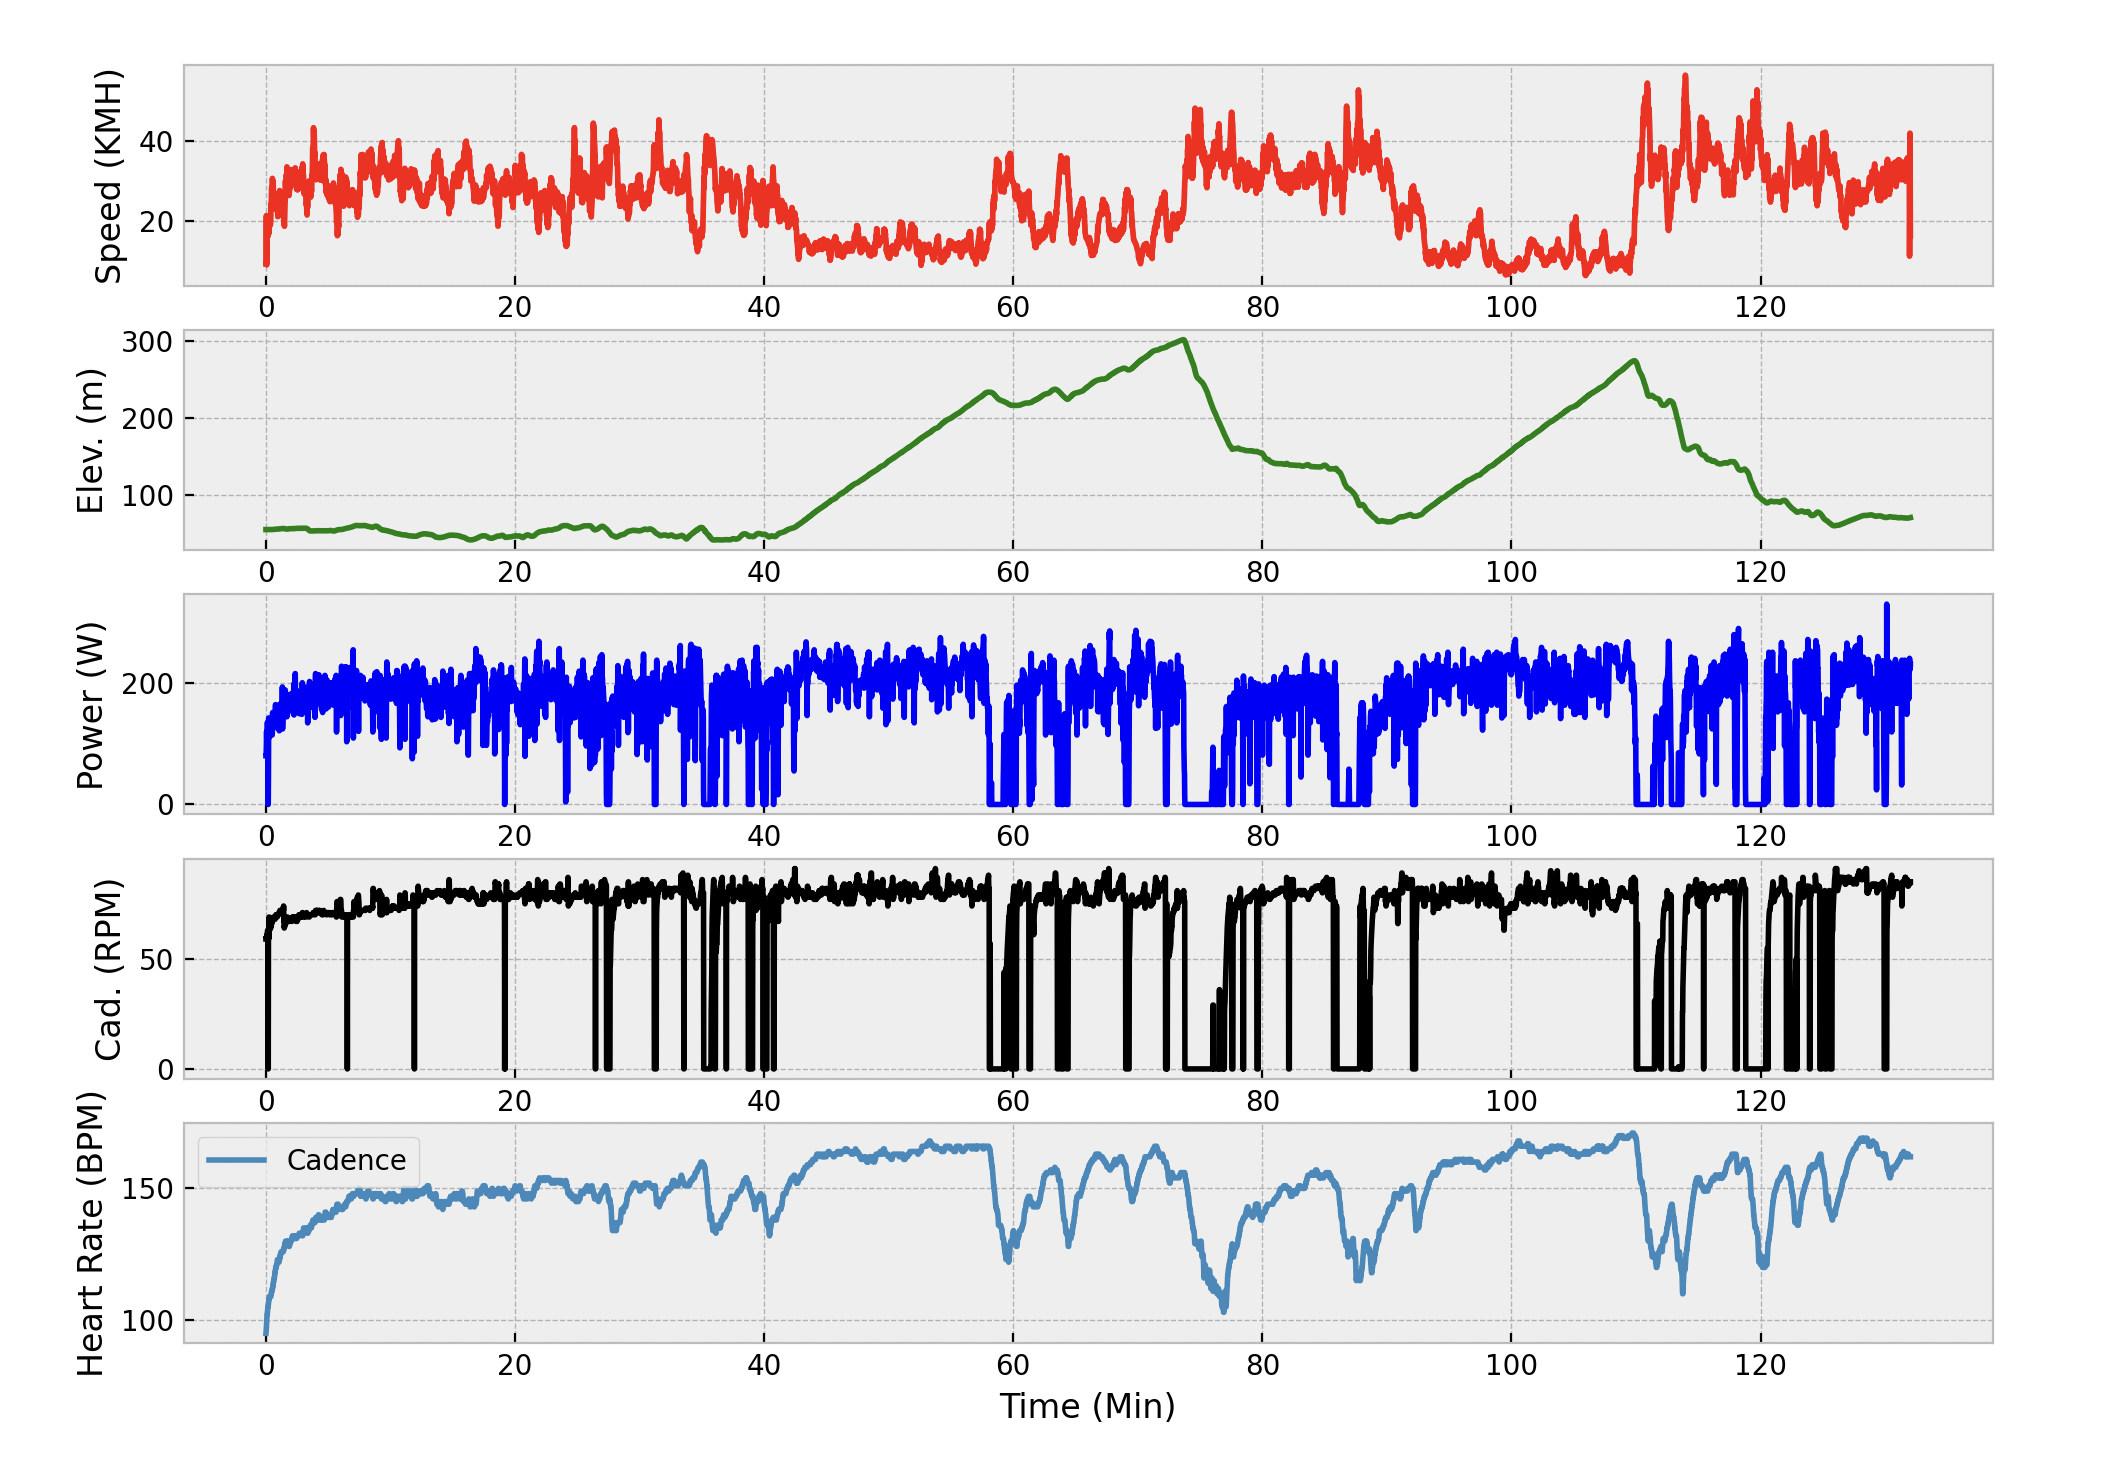 Speed (KMH)
40
20
0 20 40 60 80 100 120
Elev. (m)
300
200
100
0 20 40 60 80 100 120
Power (W)
200
0
0 20 40 60 80 100 120
Cad. (RPM)
50
0
0 20 40 60 80 100 120
Heart Rate (BPM)
Cadence
150
100
0 20 40 60 80 100 120
Time (Min)